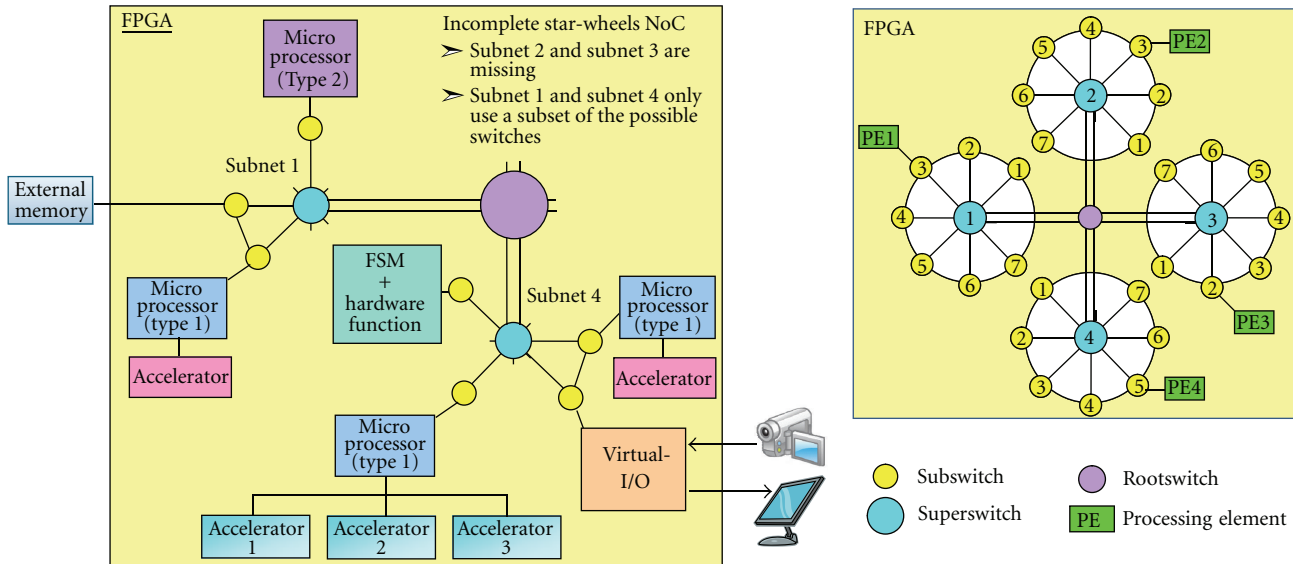 FPGA
Incomplete star-wheels NoC
➢ Subnet 2 and subnet 3 are
missing
➢ Subnet 1 and subnet 4 only
use a subset of the possible
switches
Micro
processor
(Type 2)
Subnet 1
External
memory
Micro
processor
(type 1)
Accelerator
FSM
+
hardware
function
Subnet 4
Micro
processor
(type 1)
Accelerator
Micro
processor
(type 1)
Virtual-
I/O
Accelerator
1
Accelerator
2
Accelerator
3
FPGA
4
5
3
PE2
6
2
2
7
1
PE1
2
3
1
4
1
5
7
6
6
7
5
3
4
1
3
2
PE3
1
7
2
4
6
3
5
PE4
4
Subswitch
Rootswitch
Superswitch
PE Processing element